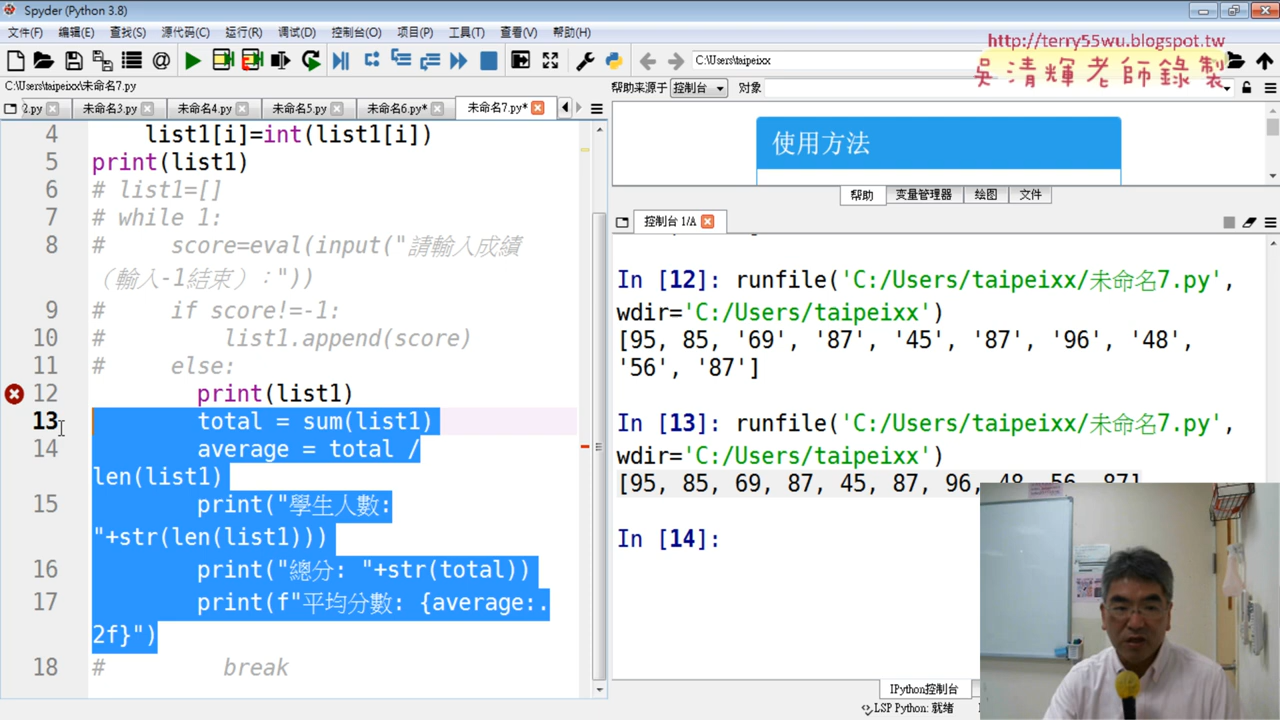 Spyder (Python 3.8)
文件(F) 编辑(E) 查找(S) 源代码(C) 运行(R) 调试(D) 控制台(O) 项目(P) 工具(T) 查看(V) 帮助(H)
C:\Users\taipeixx
http://terry55wu.blogspot.tw
吳清輝老師錄製
C:\Users\taipeixx\未命名7.py
2.py 未命名3.py 未命名4.py 未命名5.py 未命名6.py* 未命名7.py*
4 list1[i]=int(list1[i])
5 print(list1)
6 # list1=[]
7 # while 1:
8 #     score=eval(input("請輸入成績
（輸入-1結束）："))
9 #     if score!=-1:
10 #         list1.append(score)
11 #     else:
12 print(list1)
13 total = sum(list1)
14 average = total /
len(list1)
15 print("學生人數:
"+str(len(list1)))
16 print("總分: "+str(total))
17 print(f"平均分數: {average:.
2f}")
18 #         break
帮助来源于 控制台 对象
使用方法
帮助 变量管理器 绘图 文件
控制台 1/A
In [12]: runfile('C:/Users/taipeixx/未命名7.py',
wdir='C:/Users/taipeixx')
[95, 85, '69', '87', '45', '87', '96', '48',
'56', '87']
In [13]: runfile('C:/Users/taipeixx/未命名7.py',
wdir='C:/Users/taipeixx')
[95, 85, 69, 87, 45, 87, 96, 48, 56, 87]
In [14]:
IPython控制台
LSP Python: 就绪